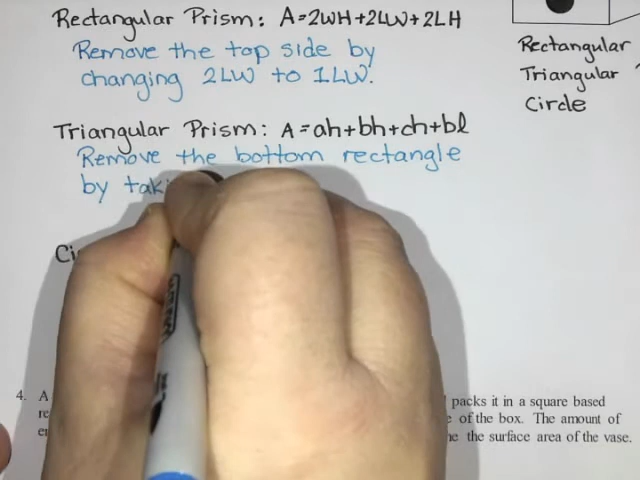 Rectangular Prism: A=2WH+2LW+2LH
Remove the top side by
changing 2LW to 1LW.
Rectangular
Triangular
Circle
Triangular Prism: A=ah+bh+ch+bl
Remove the bottom rectangle
by
4. A packs it in a square based
of the box. The amount of
the surface area of the vase.